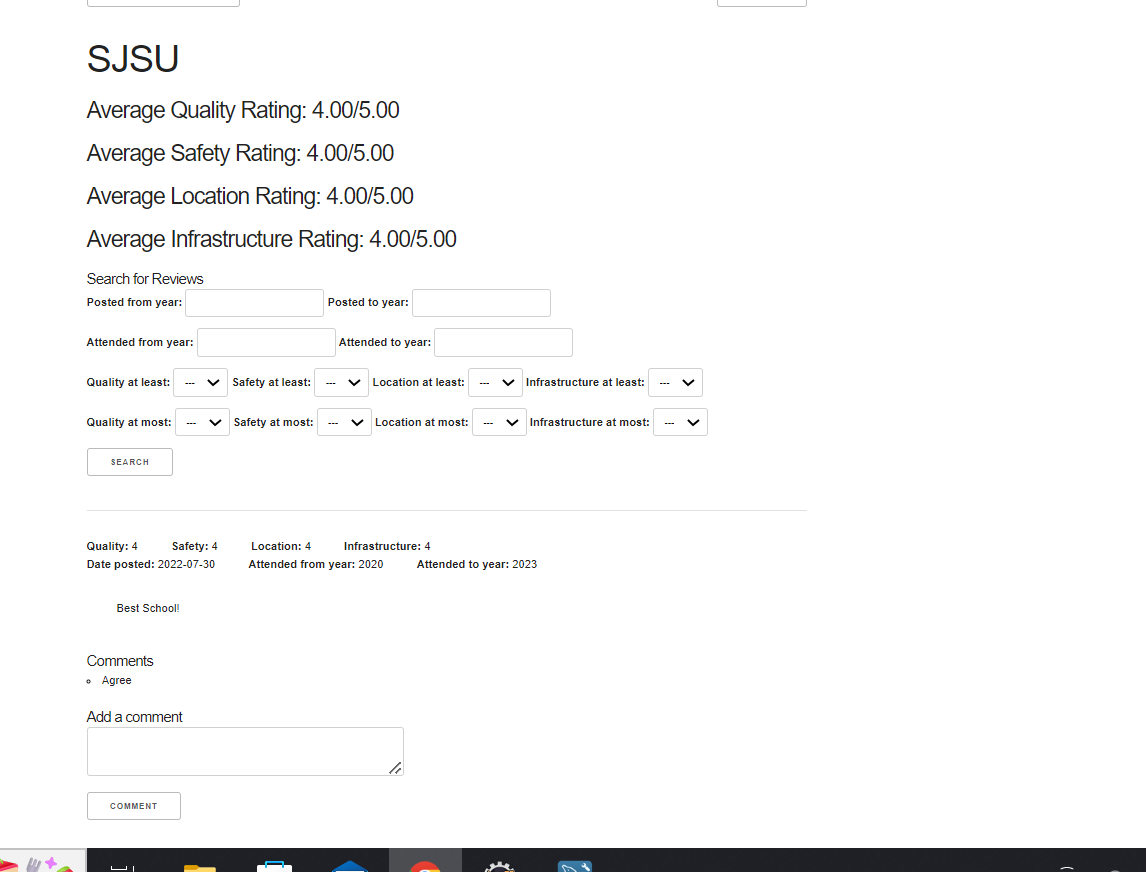 SJSU
Average Quality Rating: 4.00/5.00
Average Safety Rating: 4.00/5.00
Average Location Rating: 4.00/5.00
Average Infrastructure Rating: 4.00/5.00
Search for Reviews
Posted from year: Posted to year:
Attended from year: Attended to year:
Quality at least: --- Safety at least: --- Location at least: --- Infrastructure at least: ---
Quality at most: --- Safety at most: --- Location at most: --- Infrastructure at most: ---
SEARCH
Quality: 4 Safety: 4 Location: 4 Infrastructure: 4
Date posted: 2022-07-30 Attended from year: 2020 Attended to year: 2023
Best School!
Comments
Agree
Add a comment
COMMENT